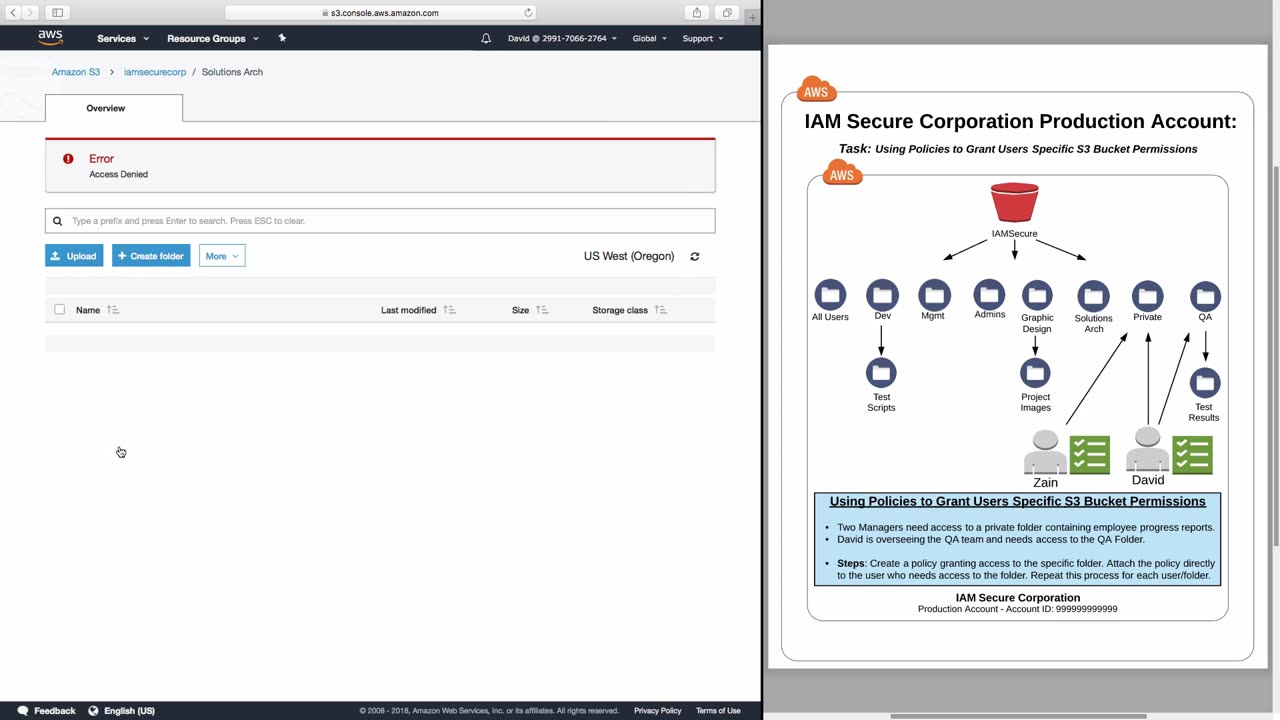 s3.console.aws.amazon.com
aws Services Resource Groups David @ 2991-7066-2764 Global Support
Amazon S3 > iamsecurecorp / Solutions Arch
Overview
Error
Access Denied
Type a prefix and press Enter to search. Press ESC to clear.
Upload + Create folder More US West (Oregon)
Name Last modified Size Storage class
Feedback English (US) © 2008 - 2018, Amazon Web Services, Inc. or its affiliates. All rights reserved. Privacy Policy Terms of Use
AWS
IAM Secure Corporation Production Account:
Task: Using Policies to Grant Users Specific S3 Bucket Permissions
AWS
IAMSecure
All Users Dev Mgmt Admins Graphic Design Solutions Arch Private QA
Test Scripts
Project Images
Test Results
Zain David
Using Policies to Grant Users Specific S3 Bucket Permissions
• Two Managers need access to a private folder containing employee progress reports.
• David is overseeing the QA team and needs access to the QA Folder.
• Steps: Create a policy granting access to the specific folder. Attach the policy directly
to the user who needs access to the folder. Repeat this process for each user/folder.
IAM Secure Corporation
Production Account - Account ID: 999999999999